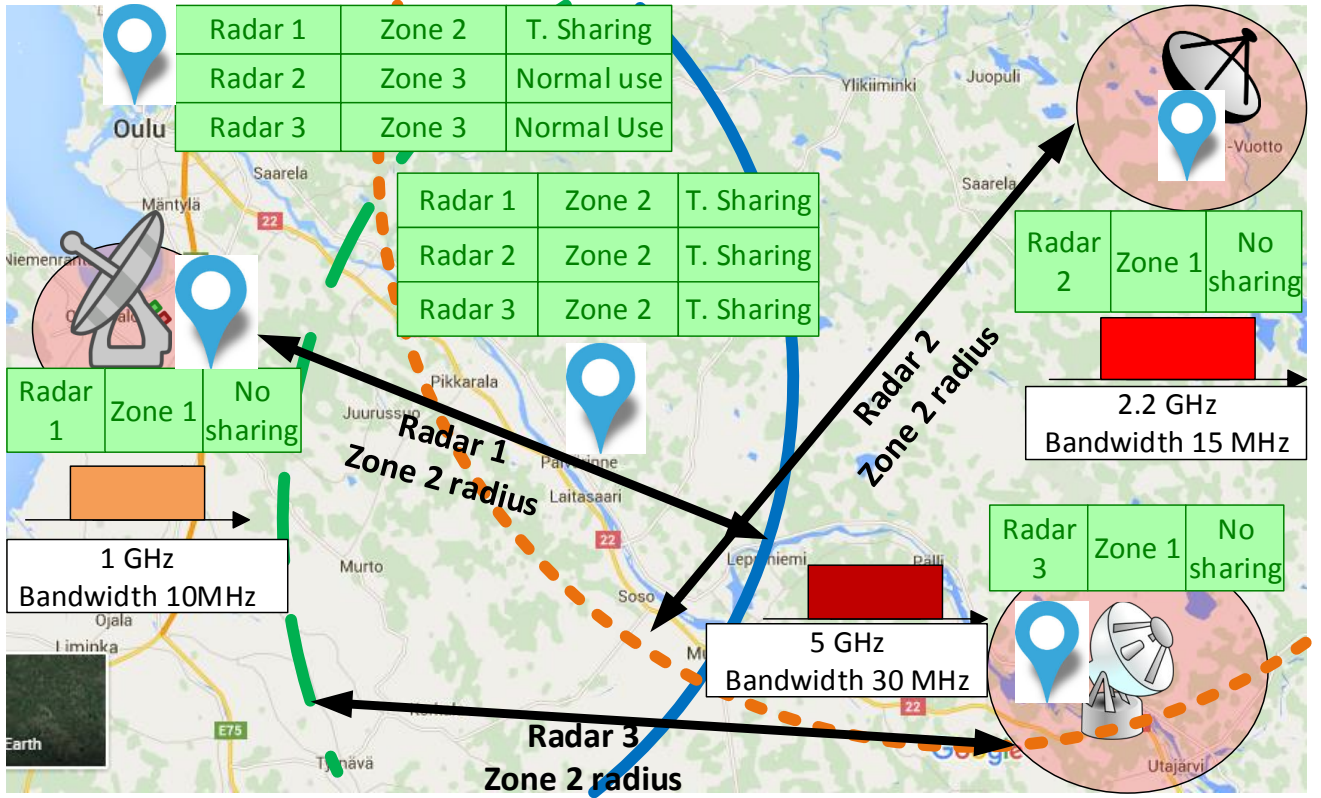 Radar 1 Zone 2 T. Sharing
Radar 2 Zone 3 Normal use
Radar 3 Zone 3 Normal Use
Oulu
Ylikiiminki
Juopuli
-Vuotto
Saarela
Saarela
Mäntylä
22
Radar 1 Zone 2 T. Sharing
Radar 2 Zone 2 T. Sharing
Radar 3 Zone 2 T. Sharing
Radar 2
Zone 2 radius
Radar 2 Zone 1 No sharing
2.2 GHz
Bandwidth 15 MHz
Radar 1 Zone 1 No sharing
1 GHz
Bandwidth 10MHz
Pikkarala
Juurussuo
Radar 1
Zone 2 radius
Laitasaari
22
Murto
Soso
Pälli
5 GHz
Bandwidth 30 MHz
Radar 3 Zone 1 No sharing
Ojala
Liminka
Earth
E75
22
Radar 3
Zone 2 radius
Google
Utajärvi